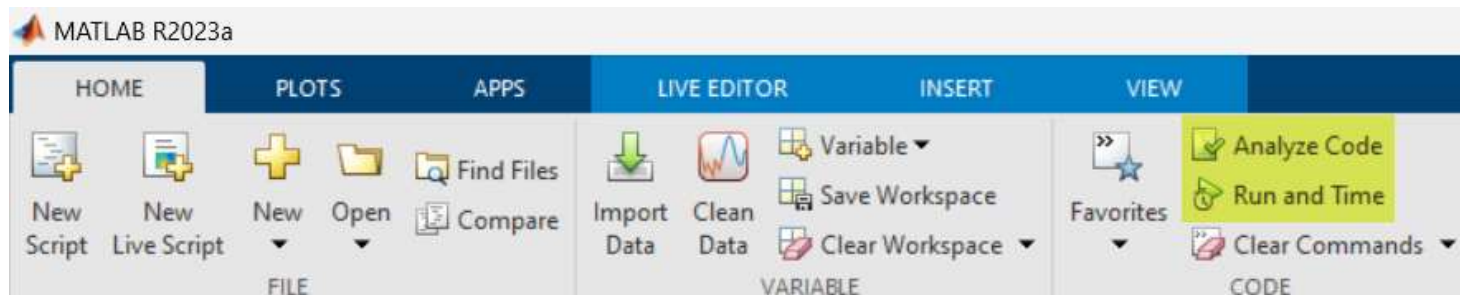 MATLAB R2023a
HOME PLOTS APPS LIVE EDITOR INSERT VIEW
New Script
New Live Script
New
Open
Find Files
Compare
FILE
Import Data
Clean Data
Variable
Save Workspace
Clear Workspace
VARIABLE
Favorites
Analyze Code
Run and Time
Clear Commands
CODE